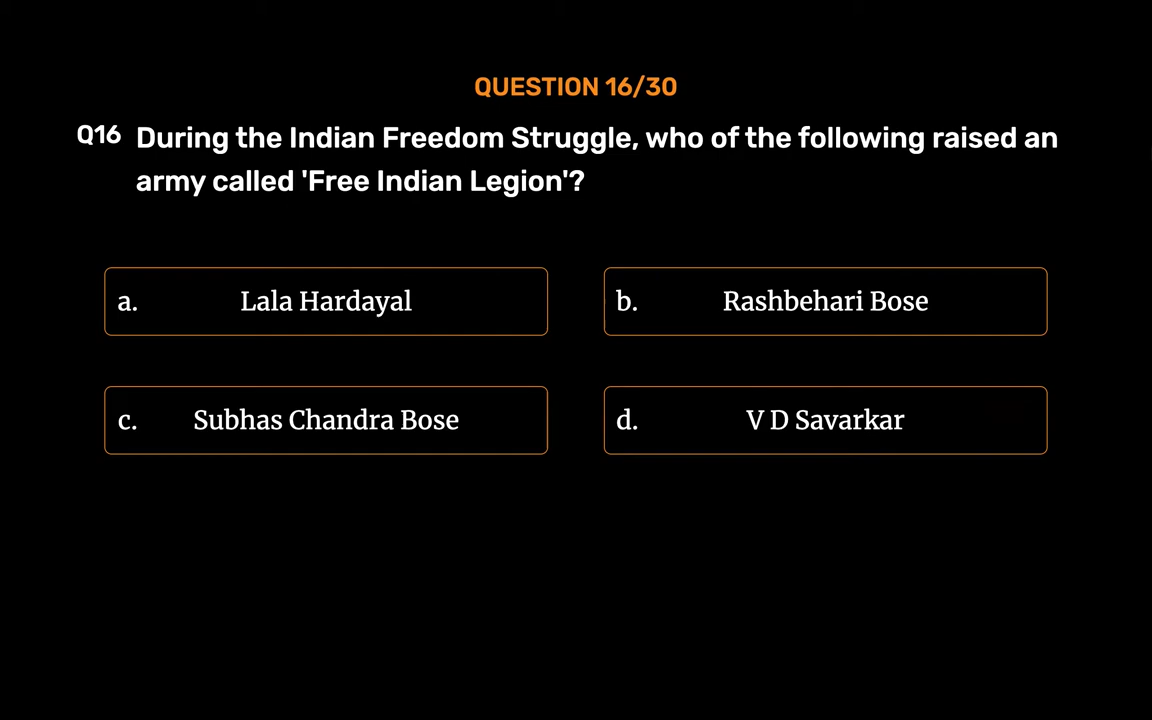 QUESTION 16/30
Q16 During the Indian Freedom Struggle, who of the following raised an
army called 'Free Indian Legion'?
a. Lala Hardayal
b. Rashbehari Bose
c. Subhas Chandra Bose
d. V D Savarkar